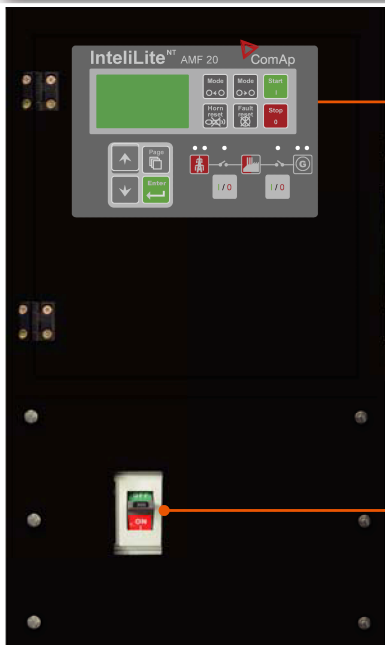 InteliLite NT AMF 20 ComAp
Mode Mode Start
I
Horn reset Fault reset Stop
0
Page
Enter
G
I/0 I/0
OFF
ON